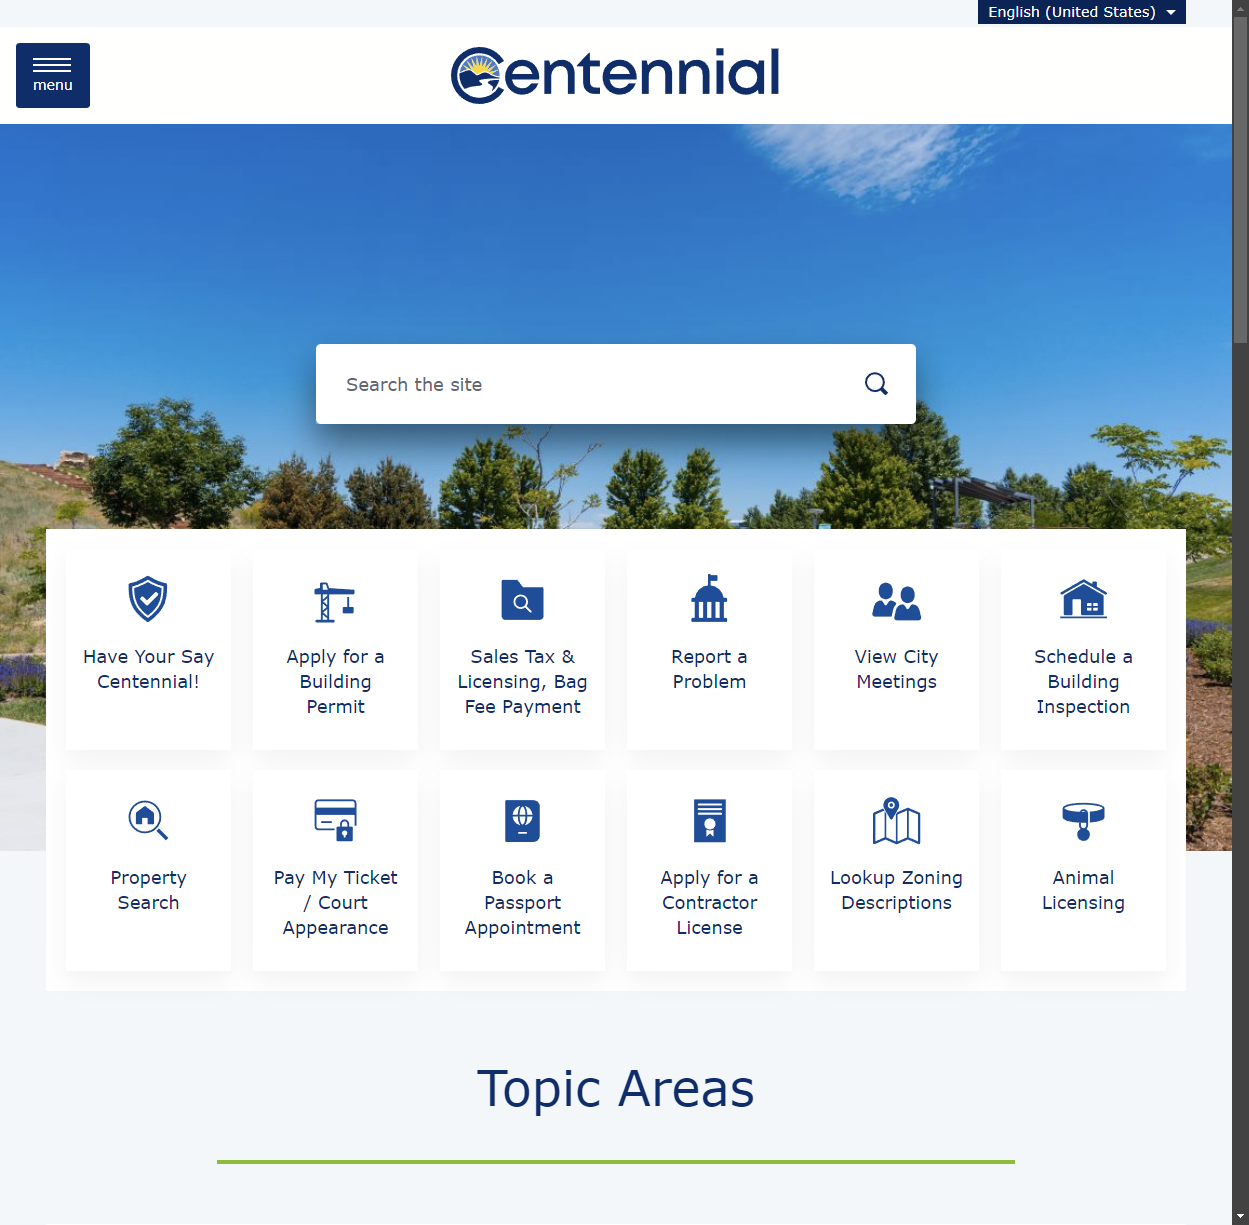 English (United States)
menu
Centennial
Search the site
Have Your Say
Centennial!
Apply for a
Building
Permit
Sales Tax &
Licensing, Bag
Fee Payment
Report a
Problem
View City
Meetings
Schedule a
Building
Inspection
Property
Search
Pay My Ticket
/ Court
Appearance
Book a
Passport
Appointment
Apply for a
Contractor
License
Lookup Zoning
Descriptions
Animal
Licensing
Topic Areas